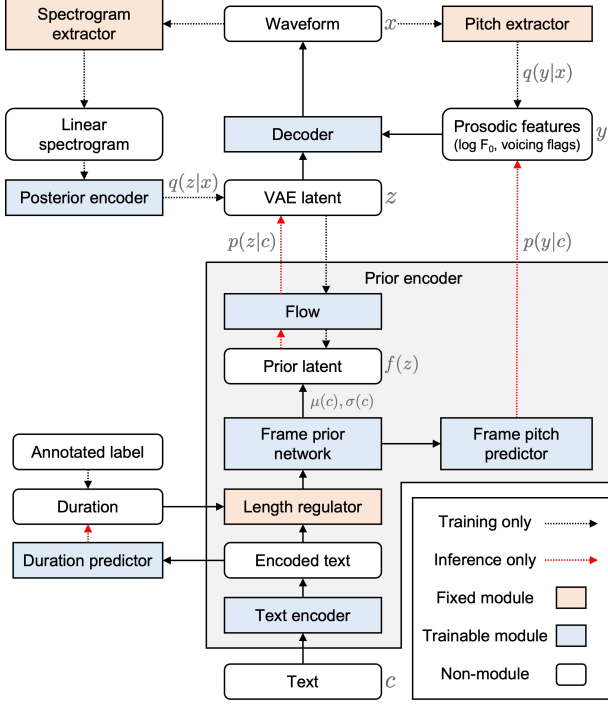 Spectrogram
extractor
Waveform
x
Pitch extractor
q(y|x)
Linear
spectrogram
Decoder
Prosodic features
(log F₀, voicing flags)
y
Posterior encoder
q(z|x)
VAE latent
z
p(z|c)
p(y|c)
Prior encoder
Flow
Prior latent
f(z)
μ(c), σ(c)
Frame prior
network
Frame pitch
predictor
Annotated label
Duration
Length regulator
Duration predictor
Encoded text
Text encoder
Text
c
Training only
Inference only
Fixed module
Trainable module
Non-module